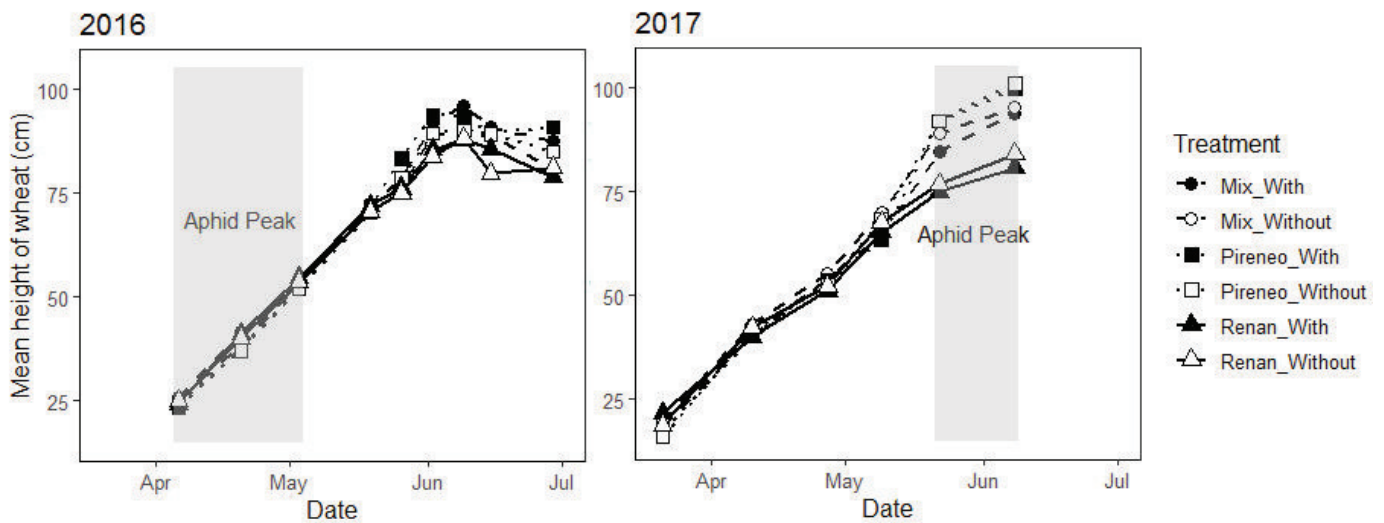 2016
2017
Mean height of wheat (cm)
100
75
50
25
Aphid Peak
Apr
May
Jun
Jul
Date
100
75
50
25
Aphid Peak
Apr
May
Jun
Jul
Date
Treatment
Mix_With
Mix_Without
Pireneo_With
Pireneo_Without
Renan_With
Renan_Without